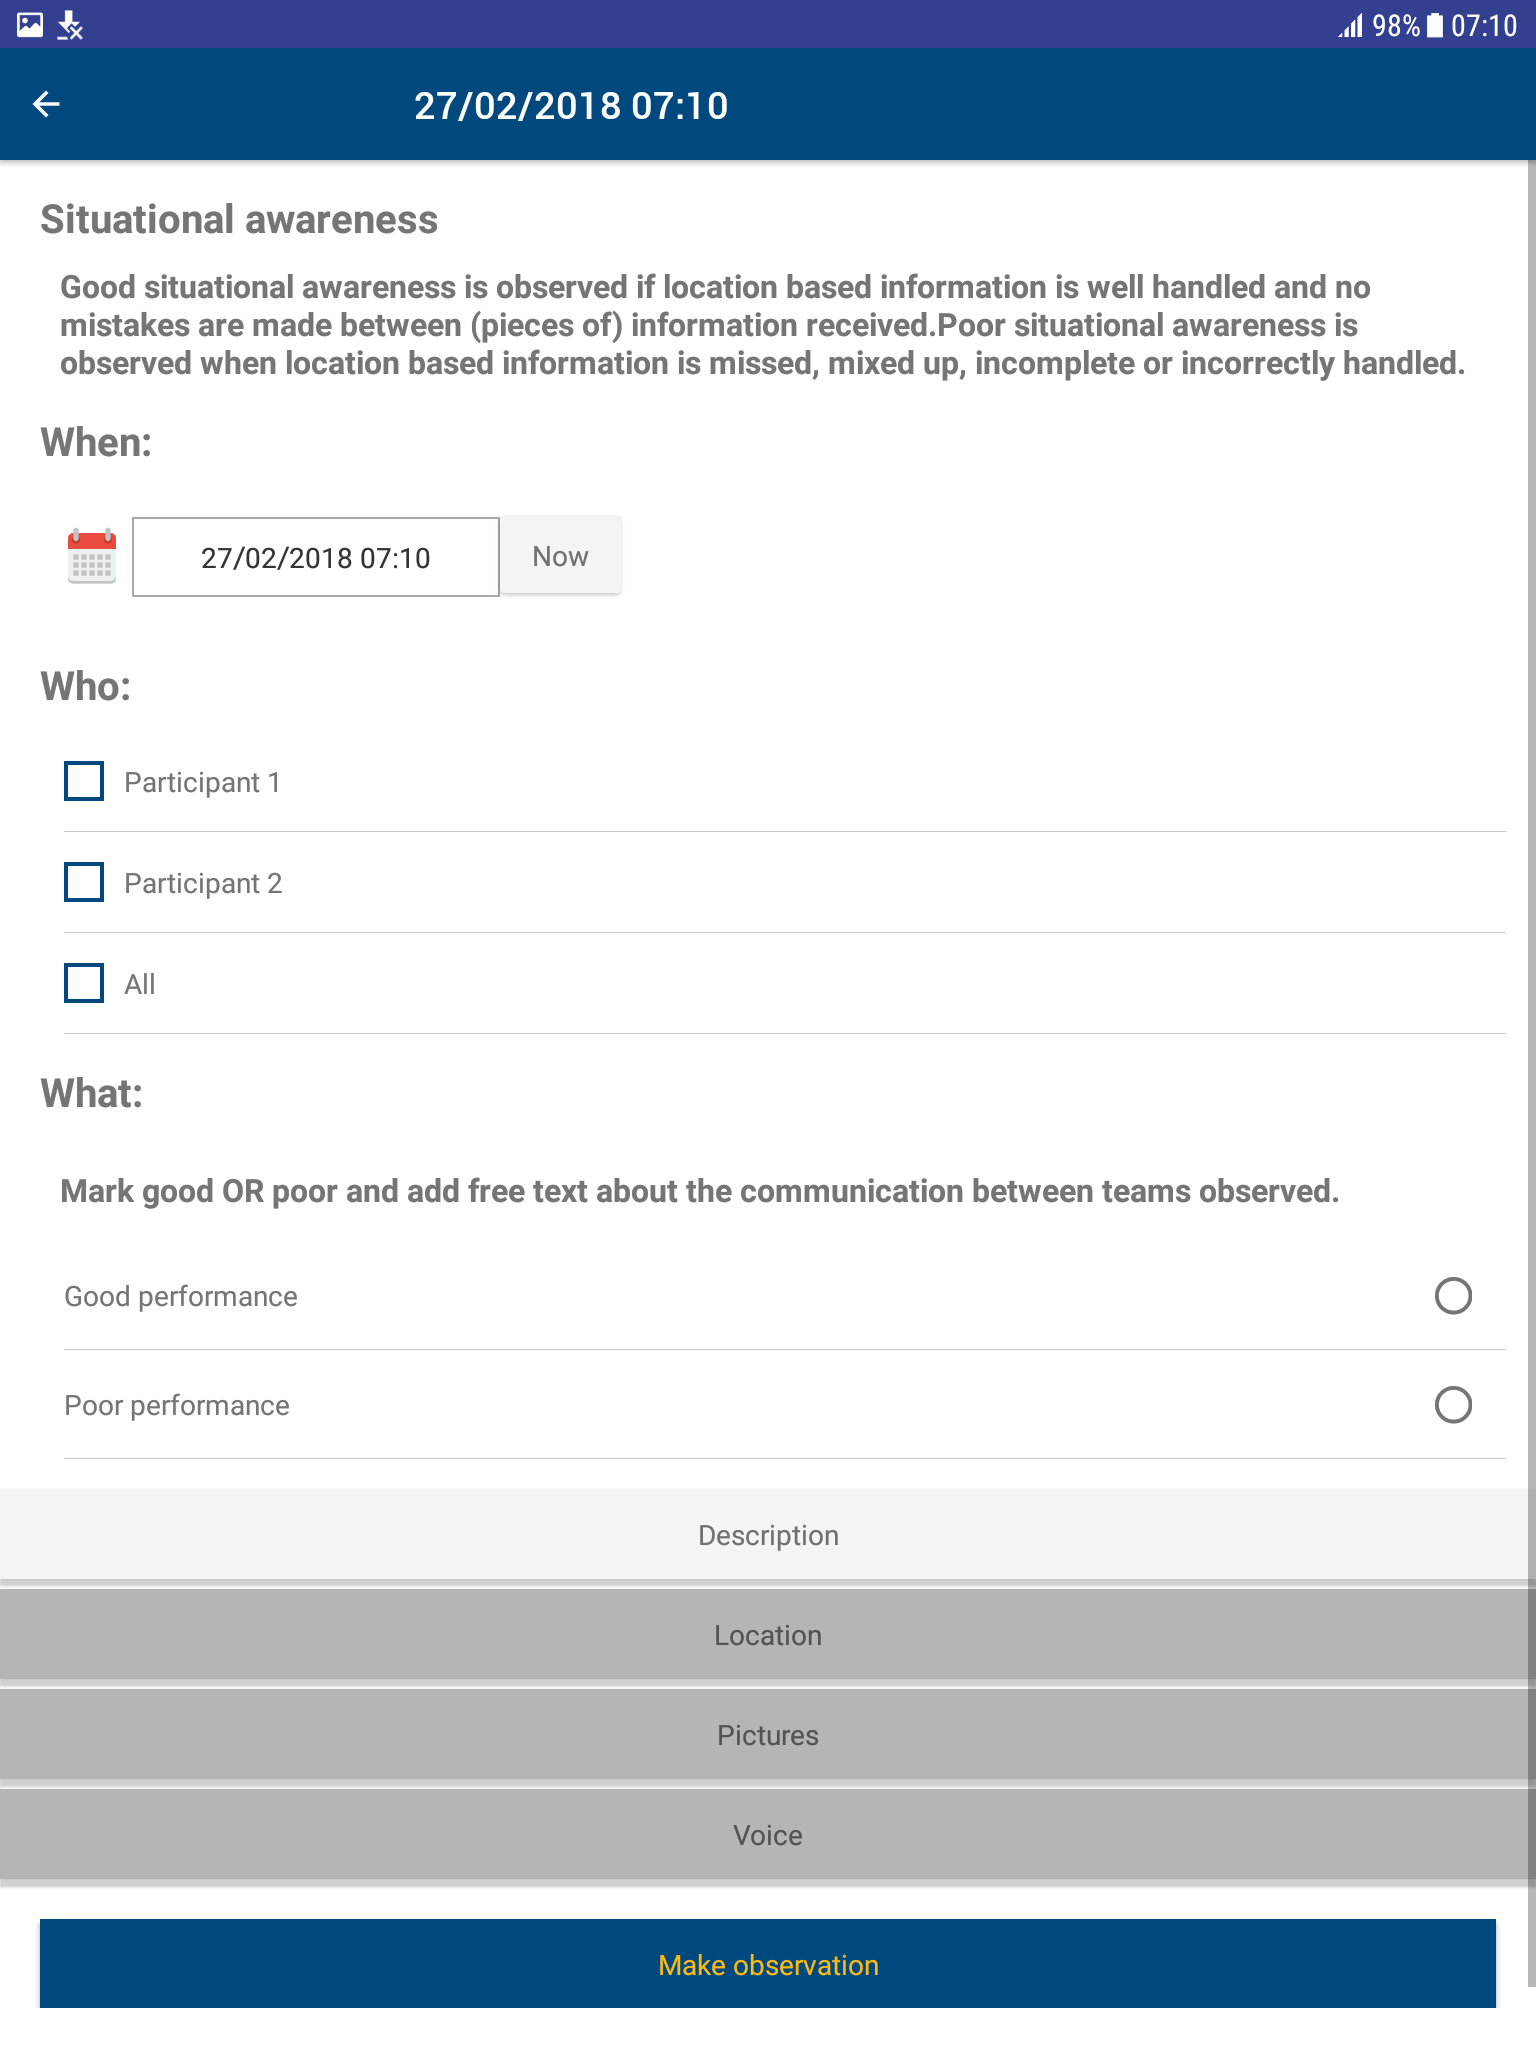 98% 07:10
27/02/2018 07:10
Situational awareness
Good situational awareness is observed if location based information is well handled and no
mistakes are made between (pieces of) information received.Poor situational awareness is
observed when location based information is missed, mixed up, incomplete or incorrectly handled.
When:
27/02/2018 07:10 Now
Who:
Participant 1
Participant 2
All
What:
Mark good OR poor and add free text about the communication between teams observed.
Good performance
Poor performance
Description
Location
Pictures
Voice
Make observation